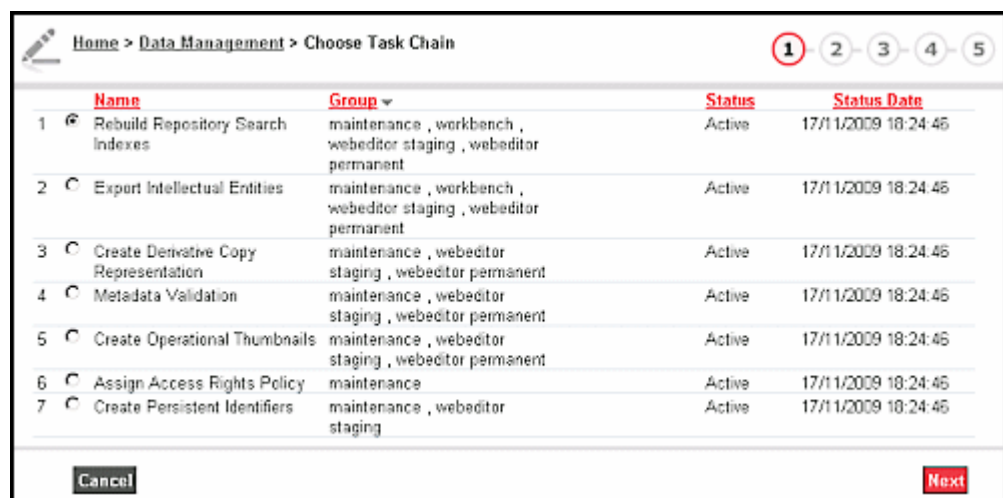 Home > Data Management > Choose Task Chain
1 2 3 4 5
Name Group Status Status Date
1 Rebuild Repository Search Indexes maintenance , workbench , webeditor staging , webeditor permanent Active 17/11/2009 18:24:46
2 Export Intellectual Entities maintenance , workbench , webeditor staging , webeditor permanent Active 17/11/2009 18:24:46
3 Create Derivative Copy Representation maintenance , webeditor staging , webeditor permanent Active 17/11/2009 18:24:46
4 Metadata Validation maintenance , webeditor staging , webeditor permanent Active 17/11/2009 18:24:46
5 Create Operational Thumbnails maintenance , webeditor staging , webeditor permanent Active 17/11/2009 18:24:46
6 Assign Access Rights Policy maintenance Active 17/11/2009 18:24:46
7 Create Persistent Identifiers maintenance , webeditor staging Active 17/11/2009 18:24:46
Cancel Next